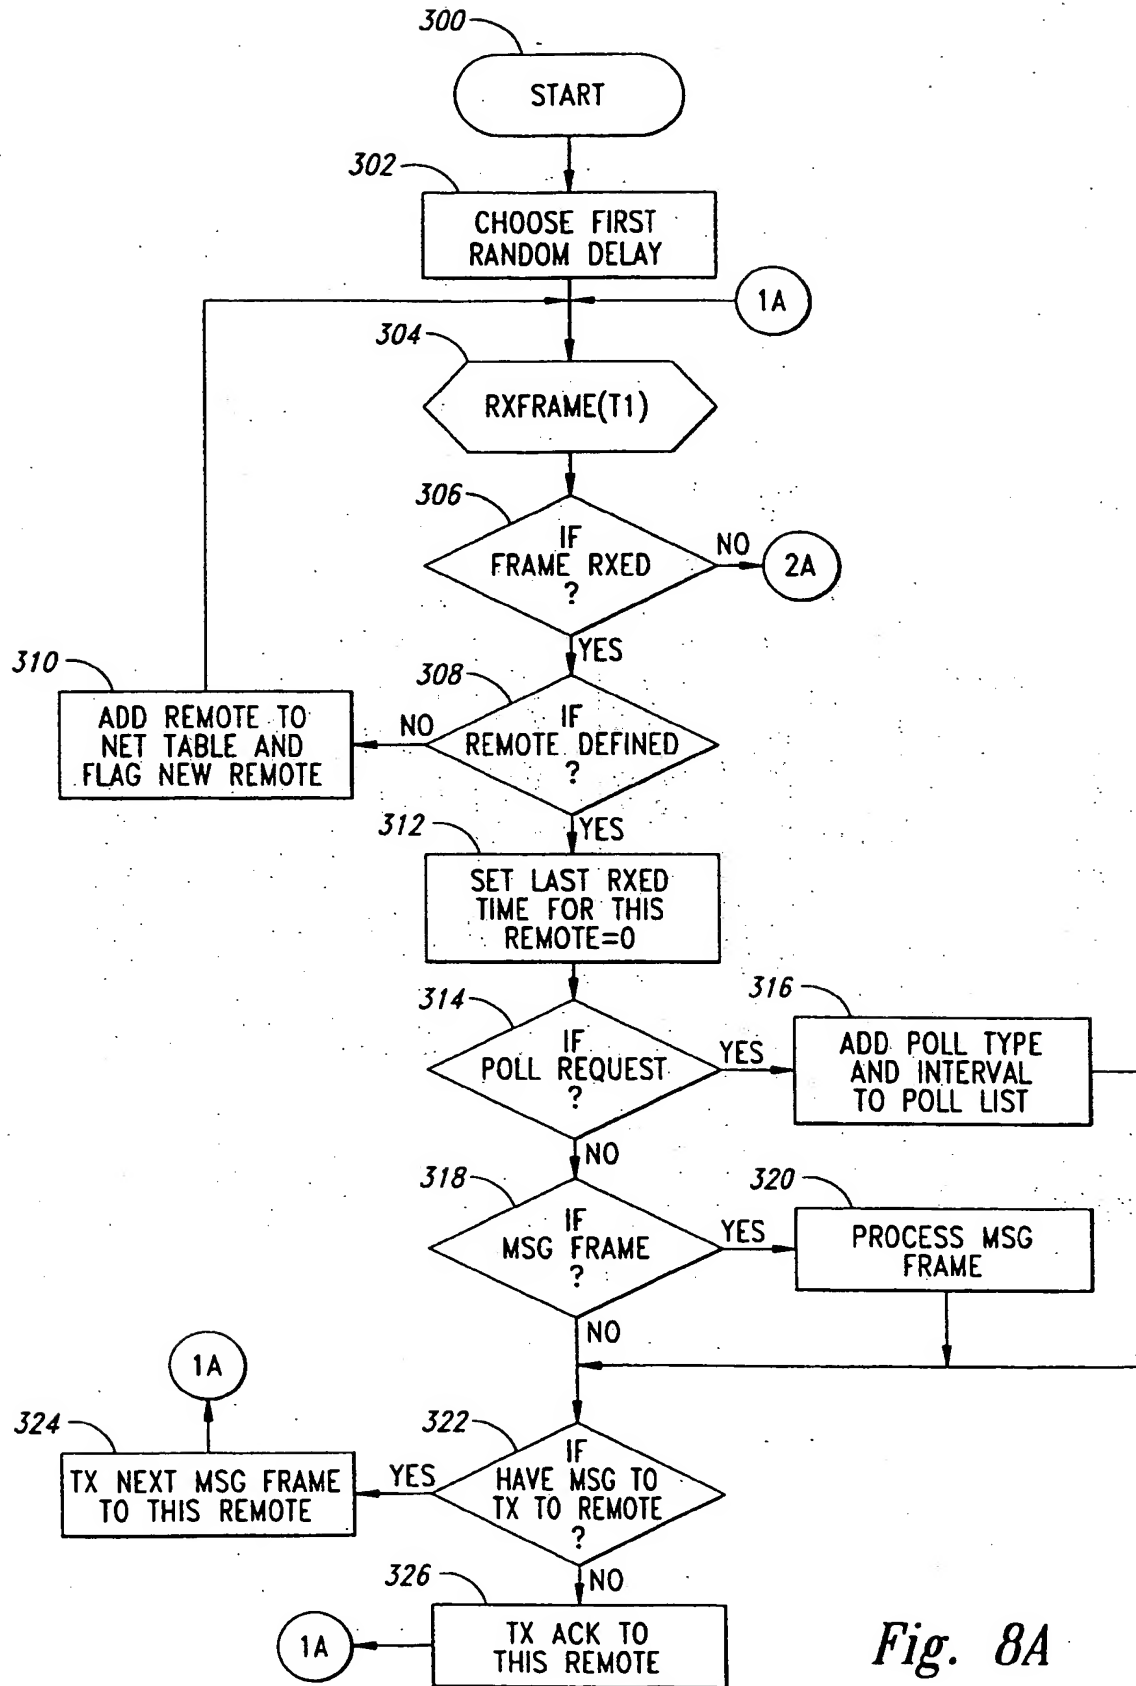 300
START
302
CHOOSE FIRST
RANDOM DELAY
1A
304
RXFRAME(T1)
306
IF
FRAME RXED
?
NO
2A
YES
310
ADD REMOTE TO
NET TABLE AND
FLAG NEW REMOTE
NO
308
IF
REMOTE DEFINED
?
YES
312
SET LAST RXED
TIME FOR THIS
REMOTE=0
314
IF
POLL REQUEST
?
YES
316
ADD POLL TYPE
AND INTERVAL
TO POLL LIST
NO
318
IF
MSG FRAME
?
YES
320
PROCESS MSG
FRAME
NO
1A
324
TX NEXT MSG FRAME
TO THIS REMOTE
YES
322
IF
HAVE MSG TO
TX TO REMOTE
?
NO
326
TX ACK TO
THIS REMOTE
1A
Fig. 8A